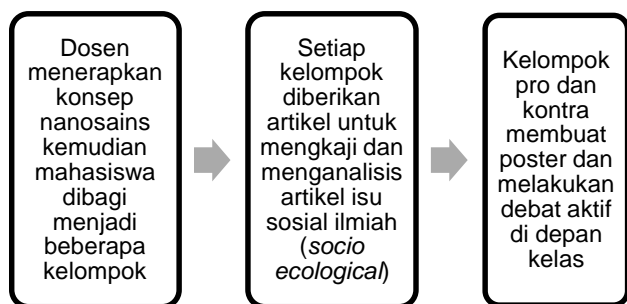 Dosen
menerapkan
konsep
nanosains
kemudian
mahasiswa
dibagi
menjadi
beberapa
kelompok
Setiap
kelompok
diberikan
artikel untuk
mengkaji dan
menganalisis
artikel isu
sosial ilmiah
(socio
ecological)
Kelompok
pro dan
kontra
membuat
poster dan
melakukan
debat aktif
di depan
kelas